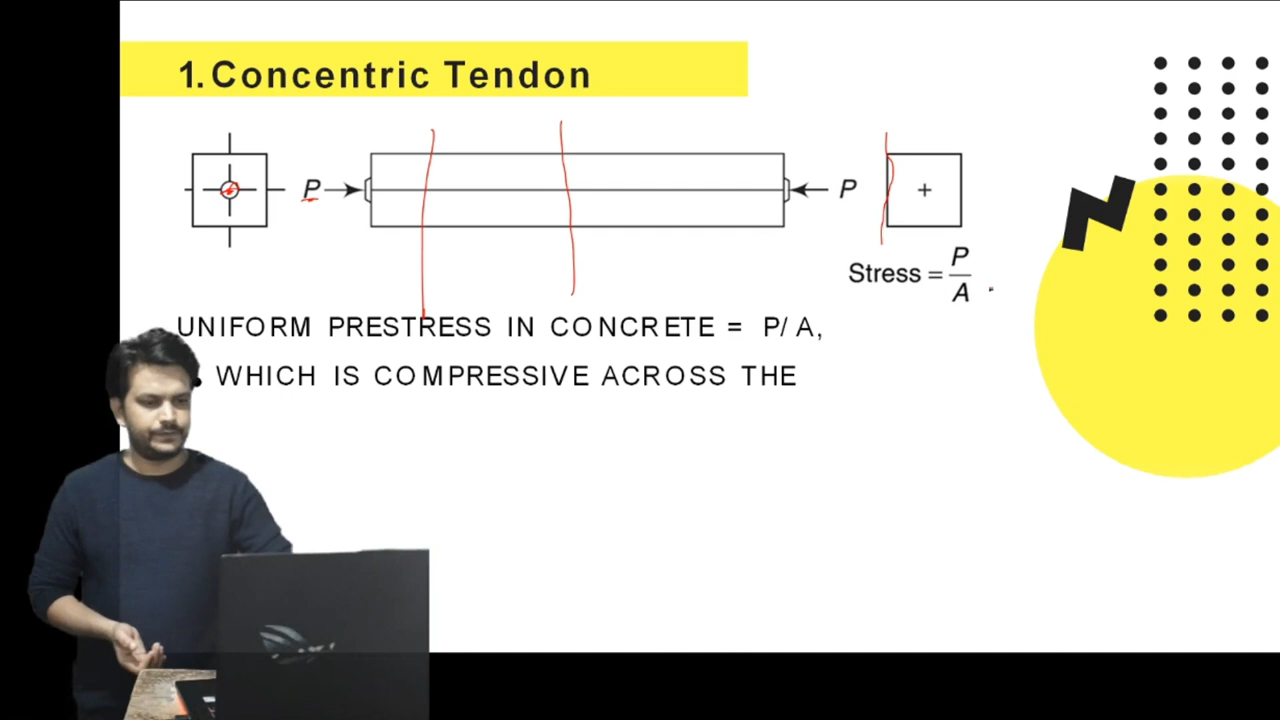 1. Concentric Tendon
P
P
Stress = P/A
UNIFORM PRESTRESS IN CONCRETE = P/ A,
WHICH IS COMPRESSIVE ACROSS THE